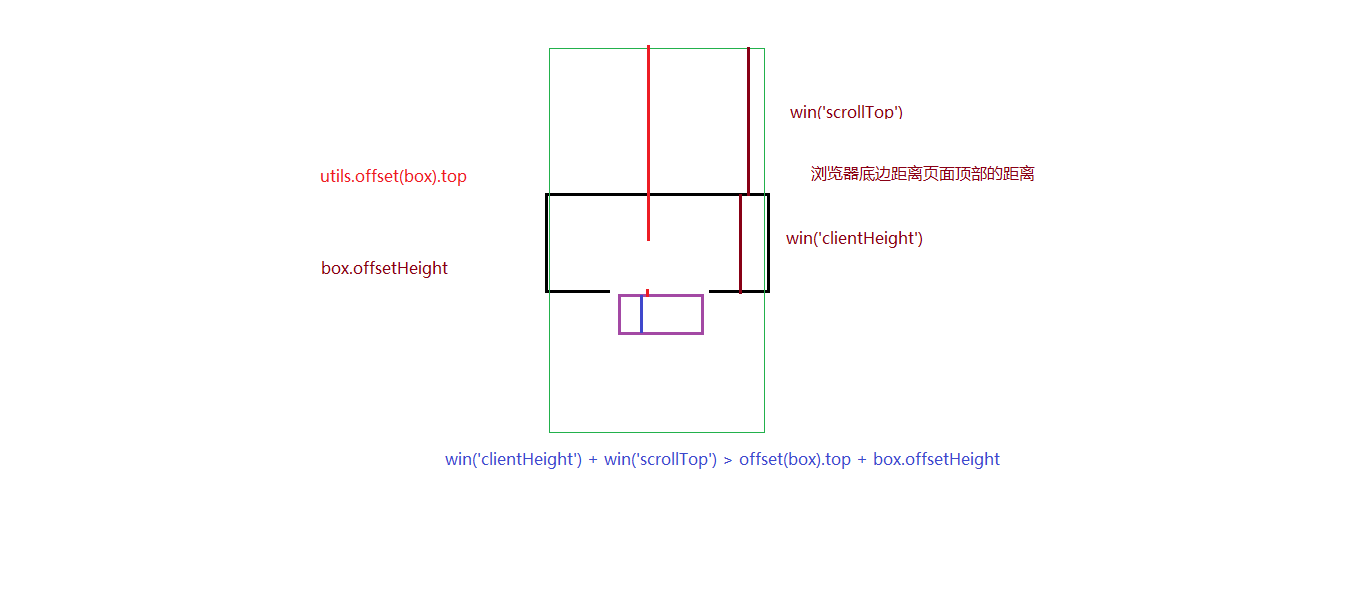 win('scrollTop')
utils.offset(box).top
浏览器底边距离页面顶部的距离
win('clientHeight')
box.offsetHeight
win('clientHeight') + win('scrollTop') > offset(box).top + box.offsetHeight